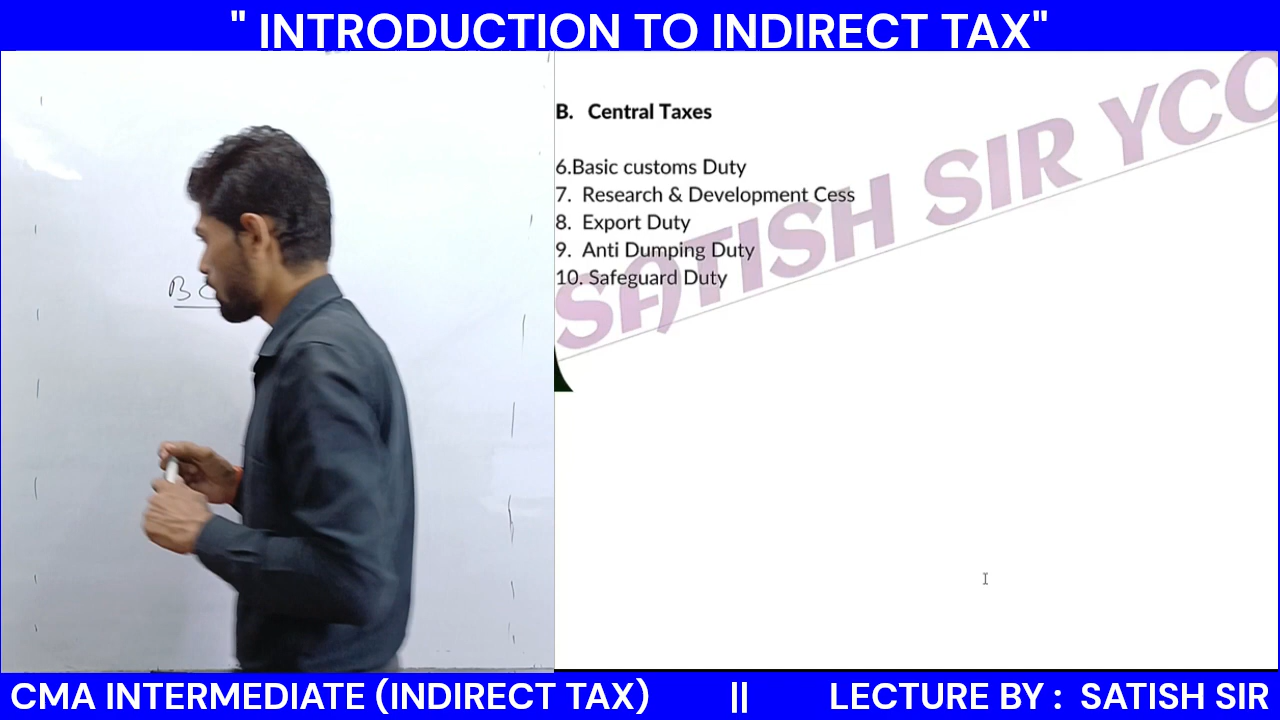 " INTRODUCTION TO INDIRECT TAX"
B. Central Taxes
6.Basic customs Duty
7. Research & Development Cess
8. Export Duty
9. Anti Dumping Duty
10. Safeguard Duty
SATISH SIR YCO
B
CMA INTERMEDIATE (INDIRECT TAX) || LECTURE BY : SATISH SIR